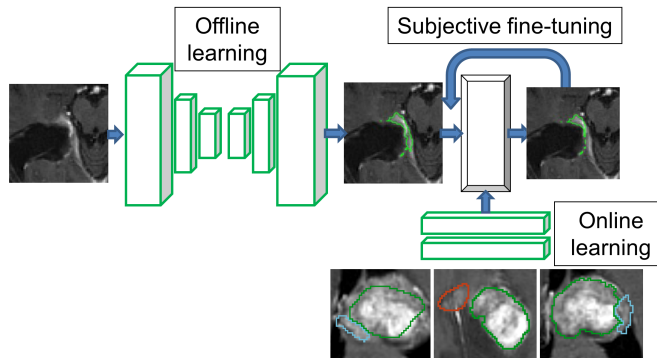 Offline
learning
Subjective fine-tuning
Online
learning